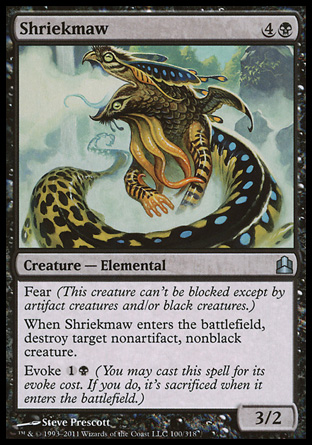 Shriekmaw 4
Creature — Elemental
Fear (This creature can't be blocked except by
artifact creatures and/or black creatures.)
When Shriekmaw enters the battlefield,
destroy target nonartifact, nonblack
creature.
Evoke 1 (You may cast this spell for its
evoke cost. If you do, it's sacrificed when it
enters the battlefield.)
Steve Prescott
™ & © 1993–2011 Wizards of the Coast LLC 100/318
3/2